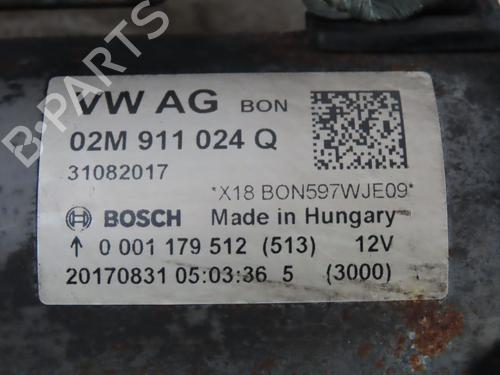 B-PARTS
VW AG BON
02M 911 024 Q
31082017
*X18 BON597WJE09*
BOSCH Made in Hungary
↑ 0 001 179 512 (513) 12V
20170831 05:03:36 5 (3000)